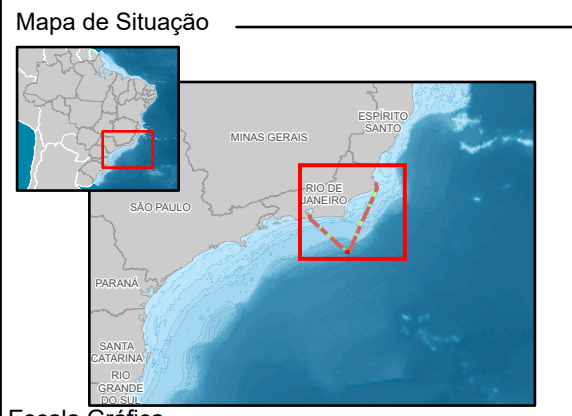 Mapa de Situação
ESPÍRITO
SANTO
MINAS GERAIS
RIO DE
JANEIRO
SÃO PAULO
PARANÁ
SANTA
CATARINA
RIO
GRANDE
DO SUL
Escala Gráfica